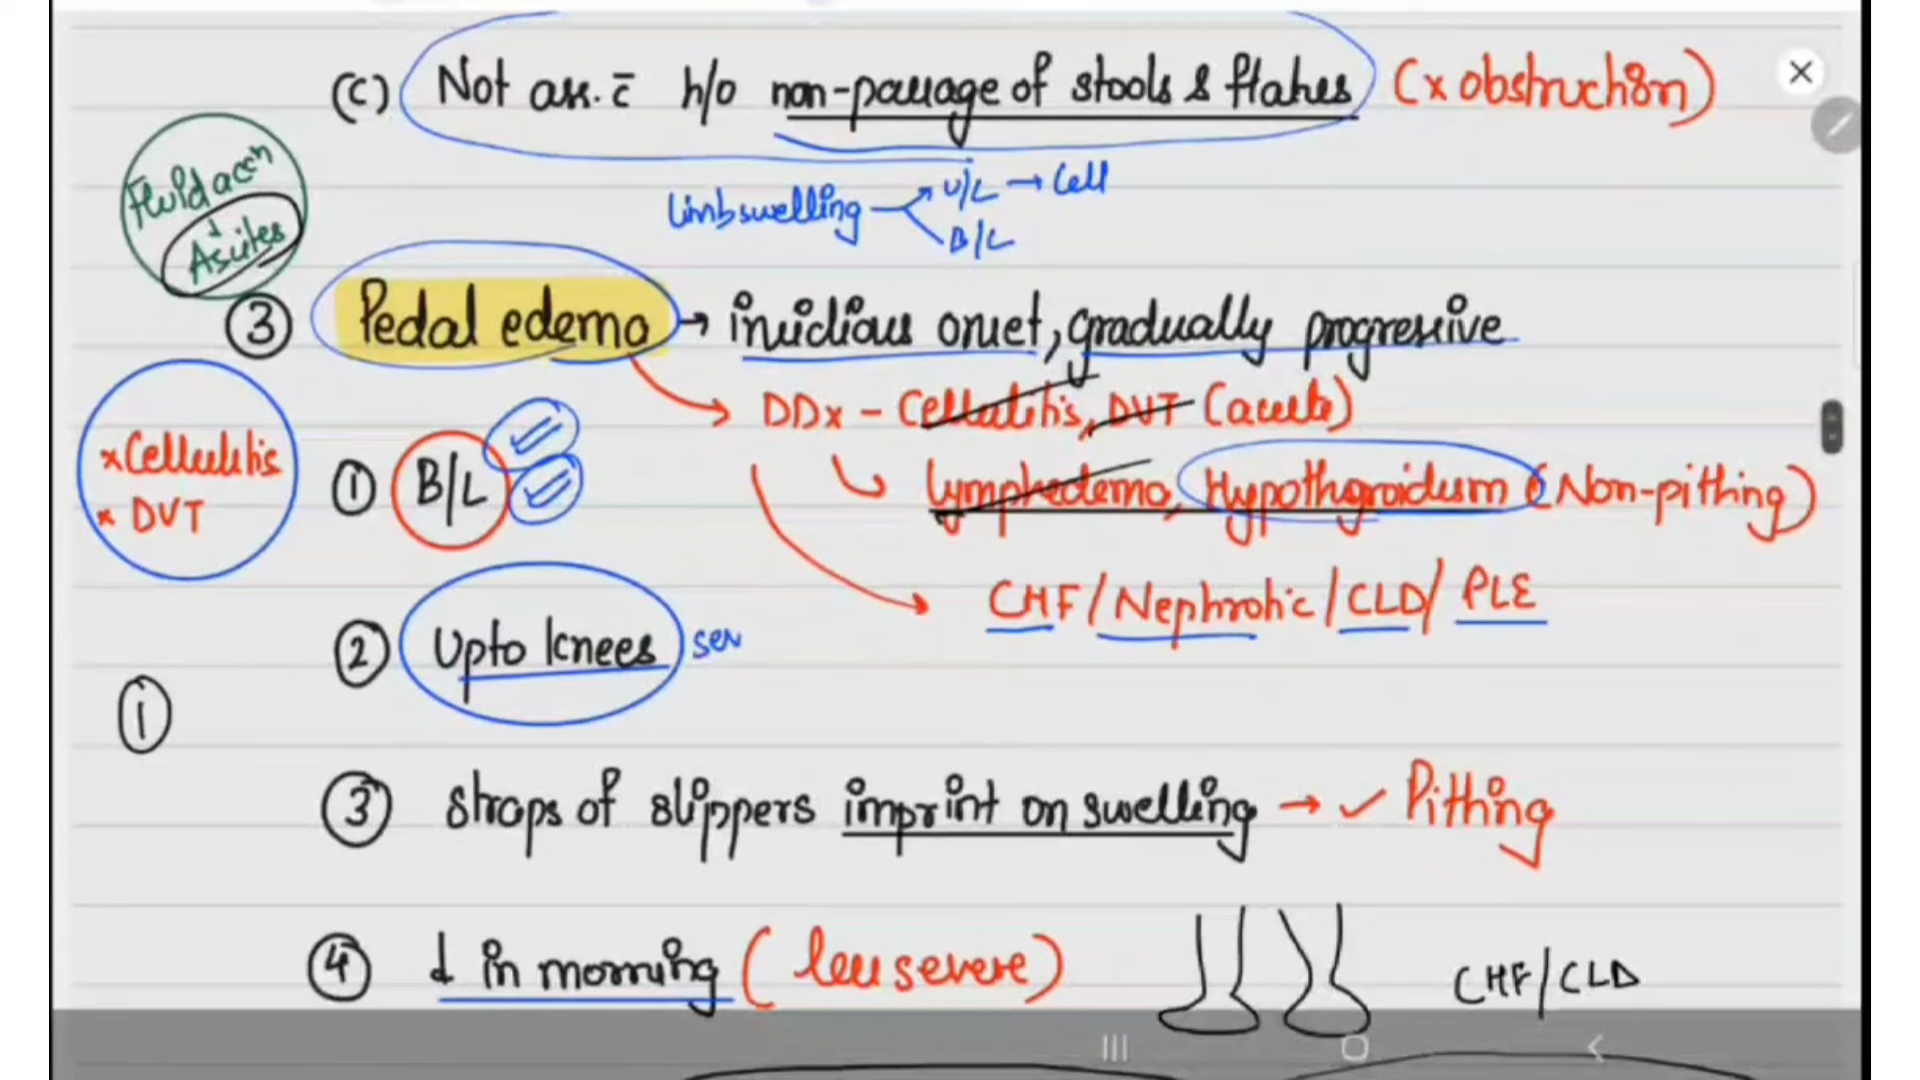 (c) Not ass. c̄ h/o non-passage of stools & flatus (x obstruction)
Fluid accn
↓
Ascites
Limb swelling → U/L → Cell
B/L
③ Pedal edema → insidious onset, gradually progressive
DDx - Cellulitis, DVT (acute)
x Cellulitis
x DVT
① B/L
Lymphedema, Hypothyroidism (Non-pitting)
CHF / Nephrotic / CLD / PLE
② Upto knees sev
①
③ straps of slippers imprint on swelling → ✓ Pitting
④ ↓ in morning (less severe)
CHF/CLD